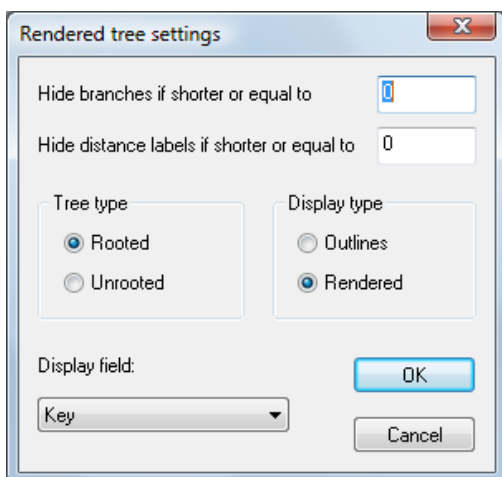 Rendered tree settings
Hide branches if shorter or equal to 0
Hide distance labels if shorter or equal to 0
Tree type
Rooted
Unrooted
Display type
Outlines
Rendered
Display field:
Key
OK
Cancel